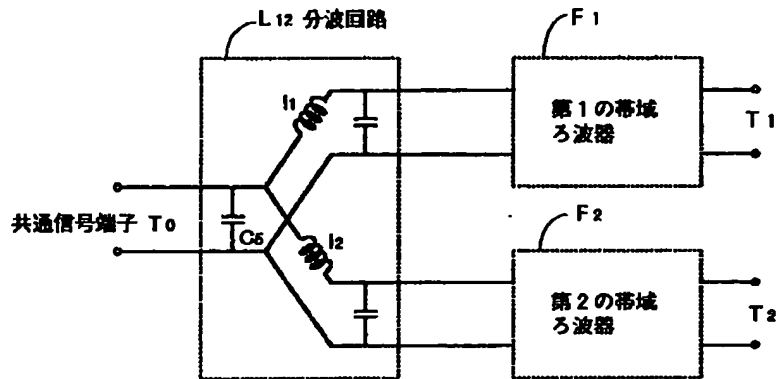 L12 分波回路
F1
l1
第1の帯域
ろ波器
T1
共通信号端子 T0
C5
l2
F2
第2の帯域
ろ波器
T2